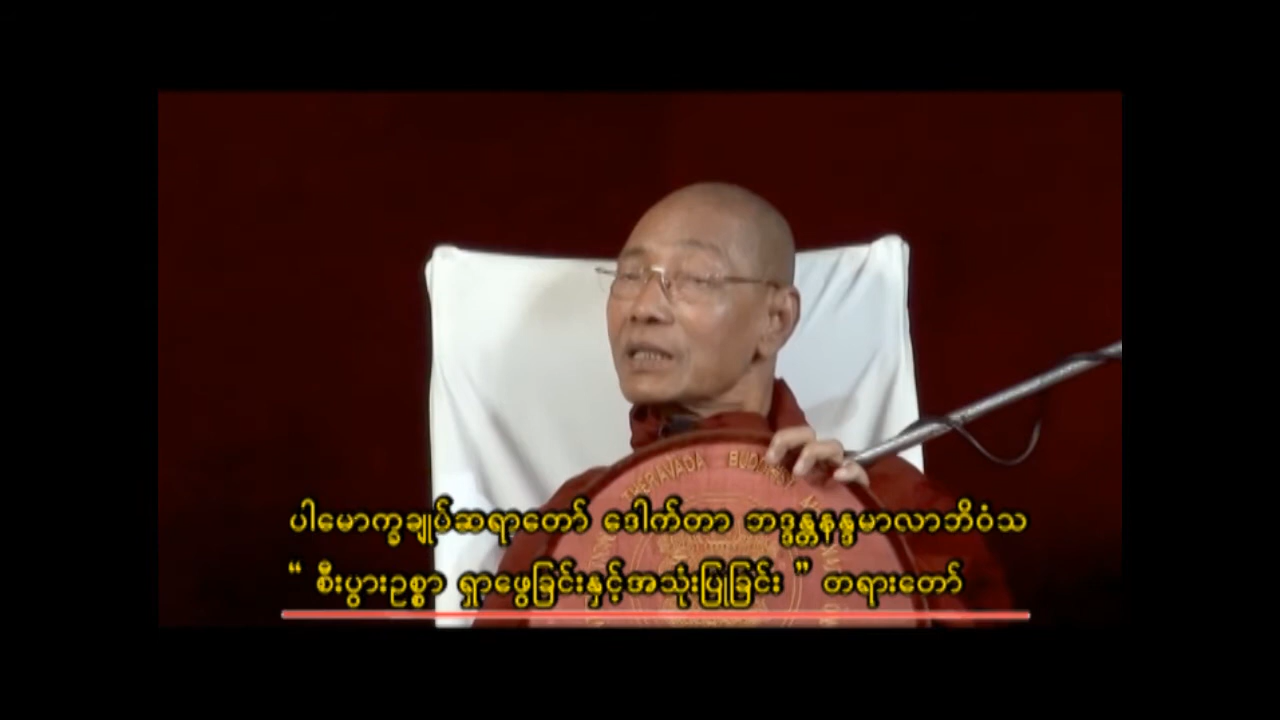 THERAVADA BUDDHIST
ပါမောက္ခချုပ်ဆရာတော် ဒေါက်တာ ဘဒ္ဒန္တနန္ဒမာလာဘိဝံသ
“ စီးပွားဥစ္စာ ရှာဖွေခြင်းနှင့်အသုံးပြုခြင်း ” တရားတော်